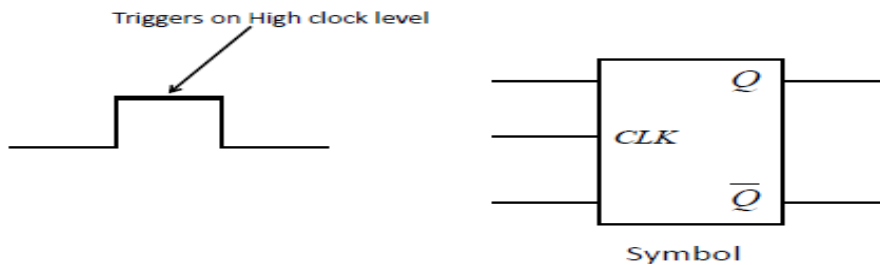 Triggers on High clock level
Q
CLK
Q̅
Symbol